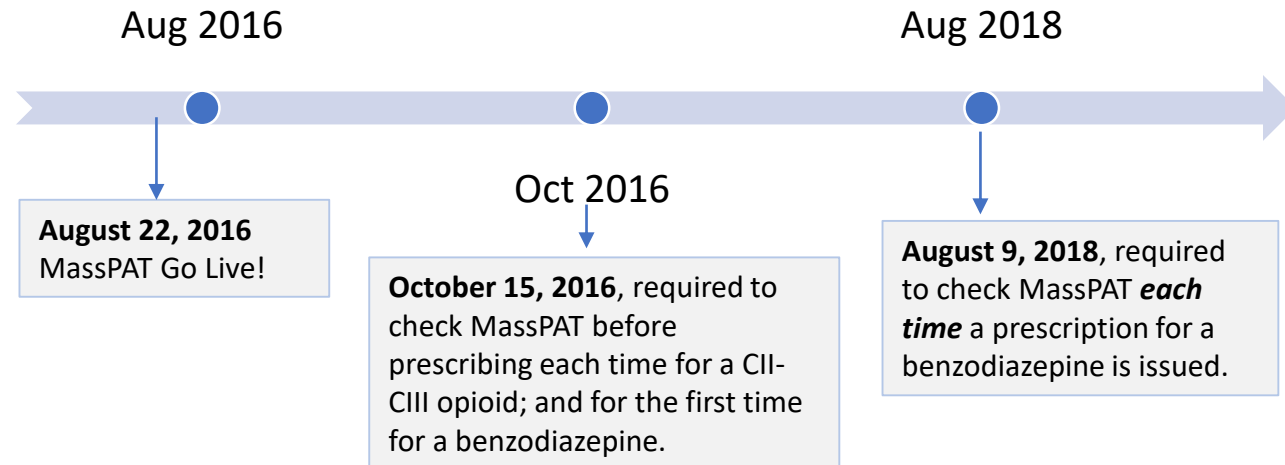 Aug 2016
Aug 2018
Oct 2016
August 22, 2016
MassPAT Go Live!
October 15, 2016, required to
check MassPAT before
prescribing each time for a CII-
CIII opioid; and for the first time
for a benzodiazepine.
August 9, 2018, required
to check MassPAT each
time a prescription for a
benzodiazepine is issued.